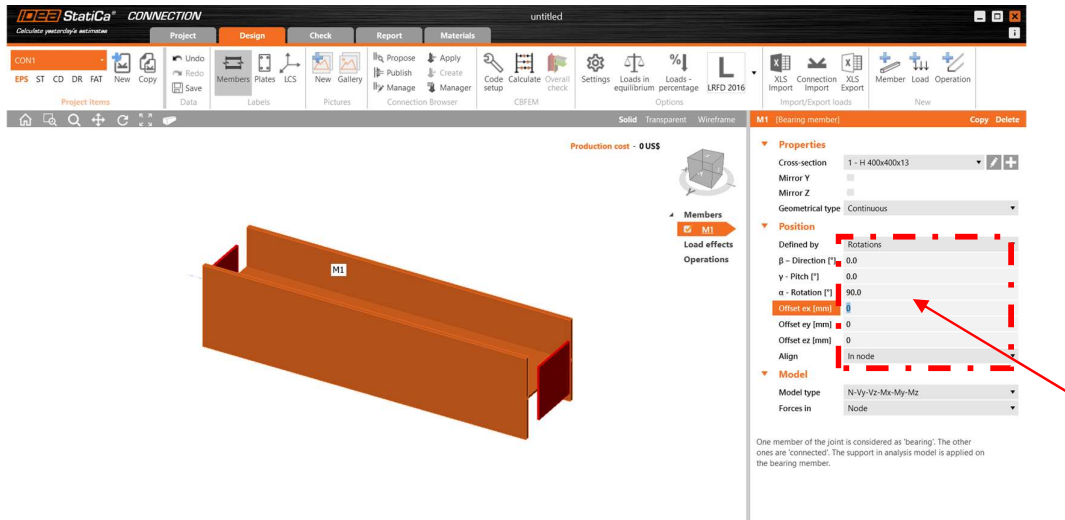 IDEA StatiCa® CONNECTION
untitled
Calculate yesterday's estimates
Project Design Check Report Materials
CON1
EPS ST CD DR FAT
New Copy
Project items
Undo
Redo
Save
Data
Members Plates LCS
Labels
New Gallery
Pictures
Propose Apply
Publish Create
Manage Manager
Connection Browser
Code setup Calculate Overall check
CBFEM
Settings Loads in equilibrium Loads - percentage LRFD 2016
Options
XLS Import Connection Import XLS Export
Import/Export loads
Member Load Operation
New
Solid Transparent Wireframe
Production cost - 0 US$
Members
M1
Load effects
Operations
M1
M1 [Bearing member] Copy Delete
Properties
Cross-section 1 - H 400x400x13
Mirror Y
Mirror Z
Geometrical type Continuous
Position
Defined by Rotations
β – Direction [°] 0.0
γ - Pitch [°] 0.0
α - Rotation [°] 90.0
Offset ex [mm] 0
Offset ey [mm] 0
Offset ez [mm] 0
Align In node
Model
Model type N-Vy-Vz-Mx-My-Mz
Forces in Node
One member of the joint is considered as 'bearing'. The other
ones are 'connected'. The support in analysis model is applied on
the bearing member.